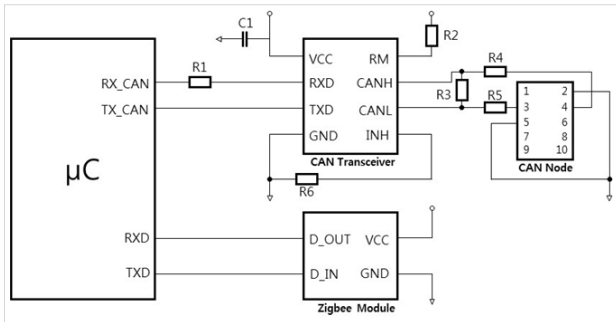 C1
R2
VCC
RM
R1
R4
RX_CAN
RXD
CANH
R3
1
2
TX_CAN
TXD
CANL
R5
3
4
GND
INH
5
6
7
8
9
10
CAN Transceiver
CAN Node
µC
R6
RXD
D_OUT
VCC
TXD
D_IN
GND
Zigbee Module